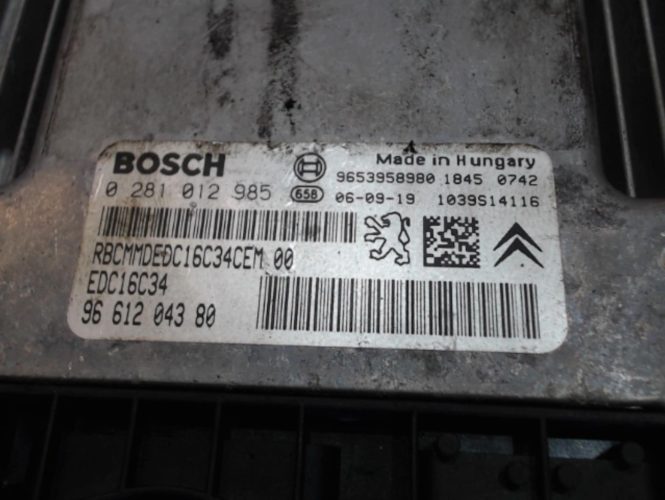 BOSCH
Made in Hungary
0 281 012 985 658
9653958980 1845 0742
06-09-19 1039S14116
RBCMMDEDC16C34CEM 00
EDC16C34
96 612 043 80